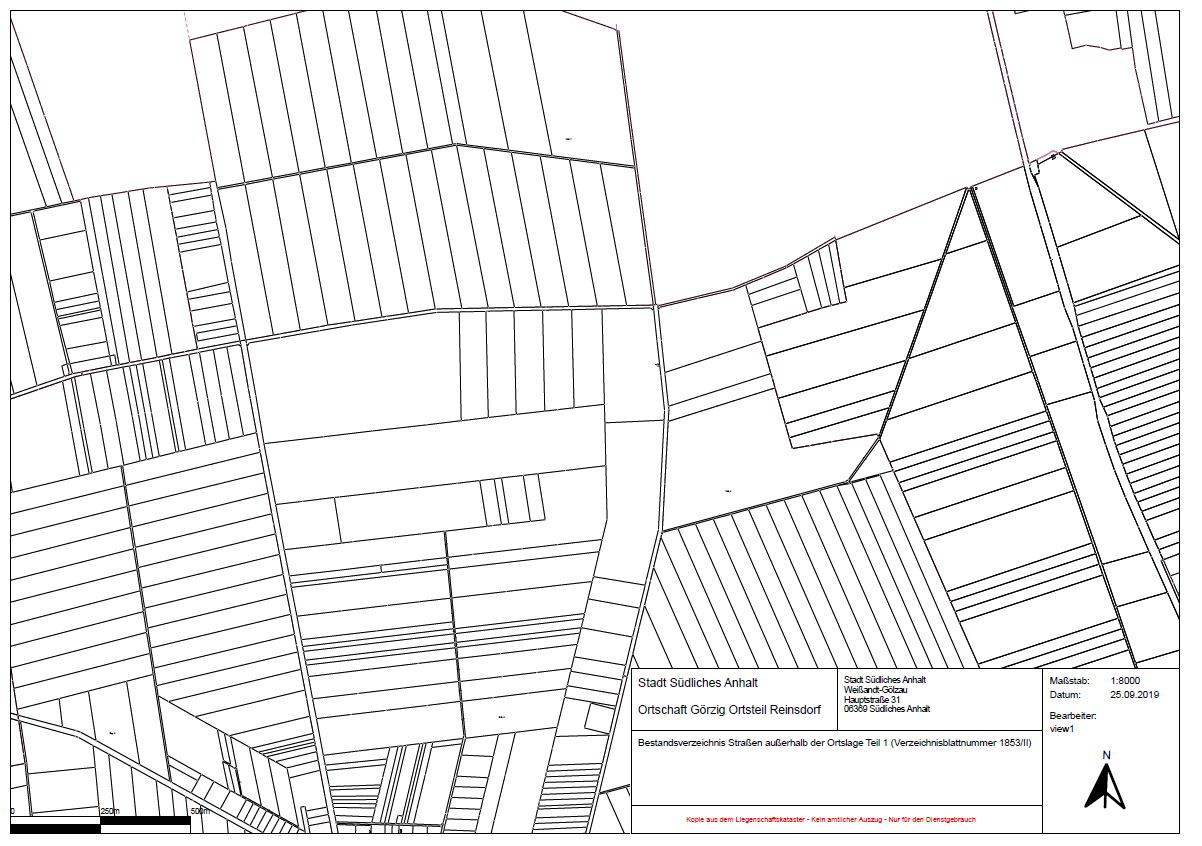 Stadt Südliches Anhalt
Ortschaft Görzig Ortsteil Reinsdorf
Stadt Südliches Anhalt
Weißandt-Gölzau
Hauptstraße 31
06369 Südliches Anhalt
Maßstab: 1:8000
Datum: 25.09.2019
Bearbeiter:
view1
Bestandsverzeichnis Straßen außerhalb der Ortslage Teil 1 (Verzeichnisblattnummer 1853/II)
N
Kopie aus dem Liegenschaftskataster - Kein amtlicher Auszug - Nur für den Dienstgebrauch
0 250m 500m